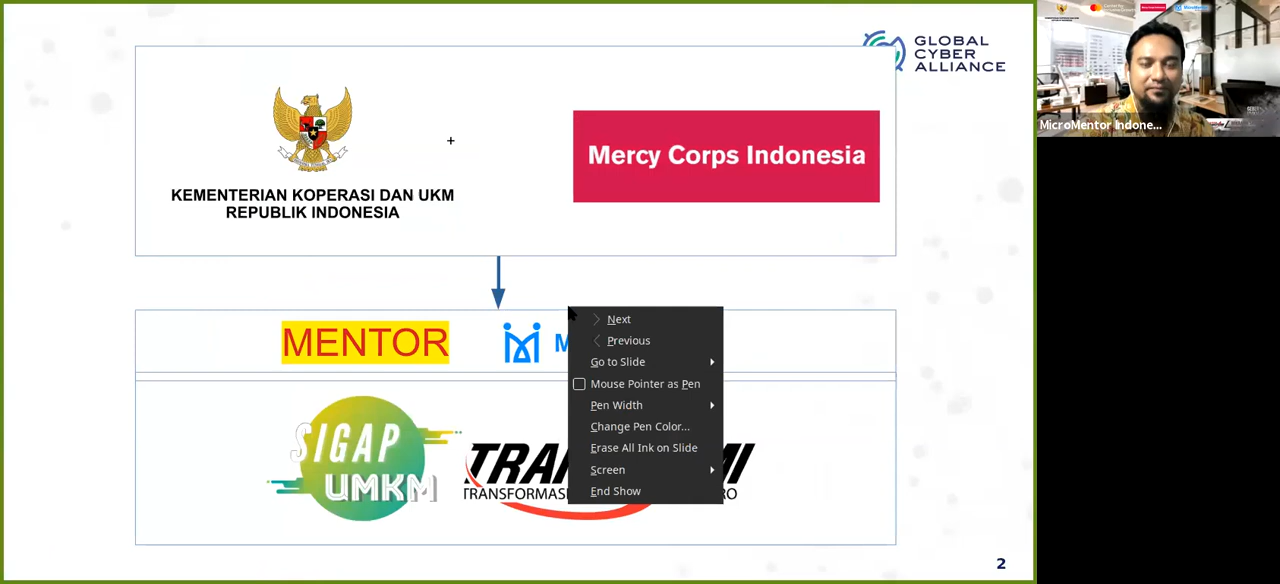 GLOBAL
CYBER
ALLIANCE
KEMENTERIAN KOPERASI DAN UKM
REPUBLIK INDONESIA
Mercy Corps Indonesia
MENTOR
M
SIGAP
UMKM
TRAN
MI
TRANSFORMAS
RO
Next
Previous
Go to Slide
Mouse Pointer as Pen
Pen Width
Change Pen Color...
Erase All Ink on Slide
Screen
End Show
2
MicroMentor Indone...